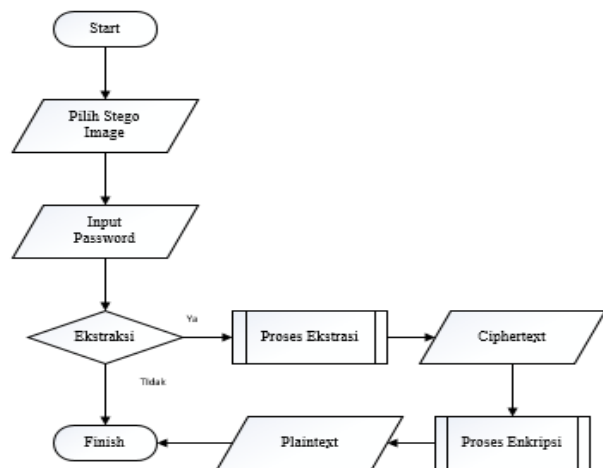 Start
Pilih Stego
Image
Input
Password
Ekstraksi
Ya
Proses Ekstrasi
Ciphertext
Tidak
Finish
Plaintext
Proses Enkripsi